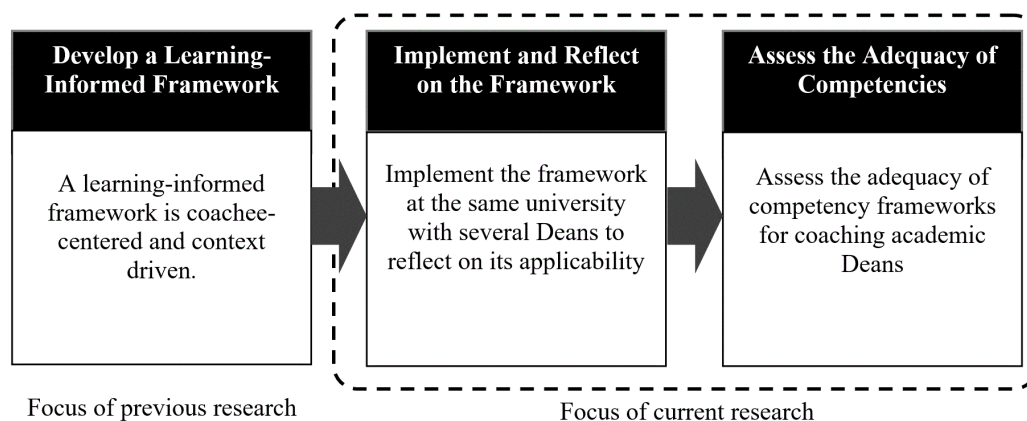 Develop a Learning-
Informed Framework
A learning-informed
framework is coachee-
centered and context
driven.
Implement and Reflect
on the Framework
Implement the framework
at the same university
with several Deans to
reflect on its applicability
Assess the Adequacy of
Competencies
Assess the adequacy of
competency frameworks
for coaching academic
Deans
Focus of previous research
Focus of current research